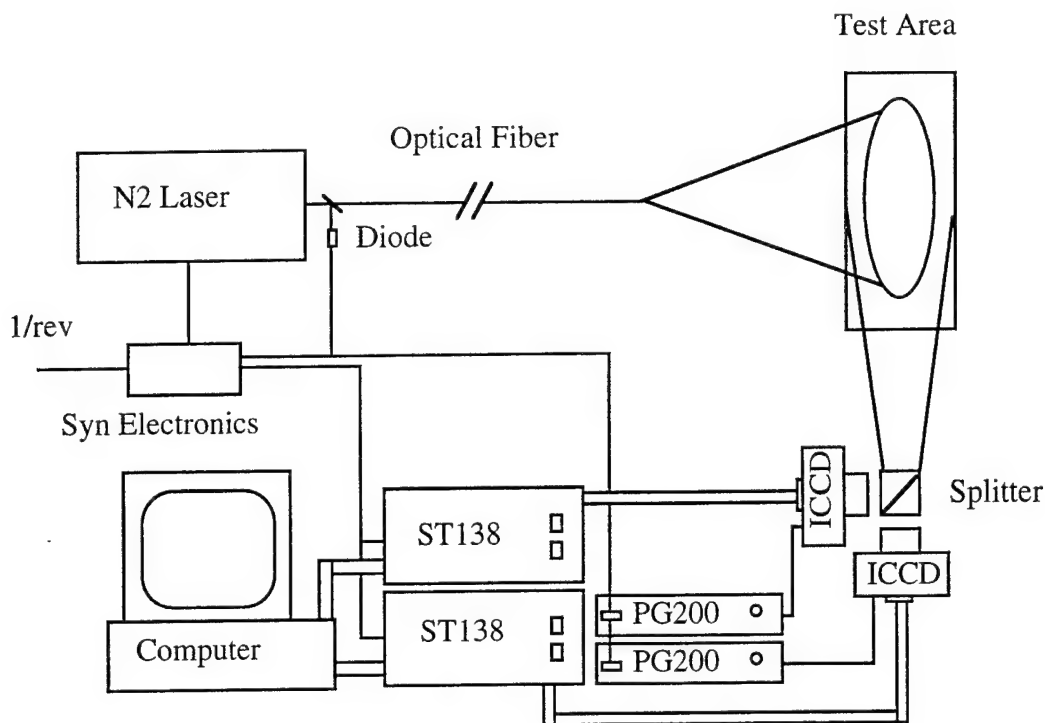 Test Area
Optical Fiber
N2 Laser
Diode
1/rev
Syn Electronics
ICCD
Splitter
ST138
ICCD
PG200
ST138
Computer
PG200